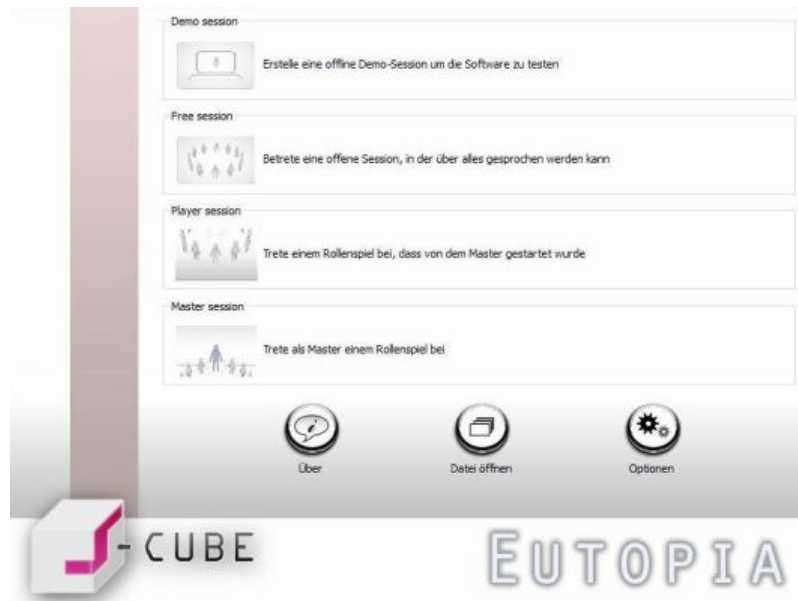 Demo session
Erstelle eine offline Demo-Session um die Software zu testen
Free session
Betrete eine offene Session, in der über alles gesprochen werden kann
Player session
Trete einem Rollenspiel bei, dass von dem Master gestartet wurde
Master session
Trete als Master einem Rollenspiel bei
Über
Datei öffnen
Optionen
J-CUBE
EUTOPIA